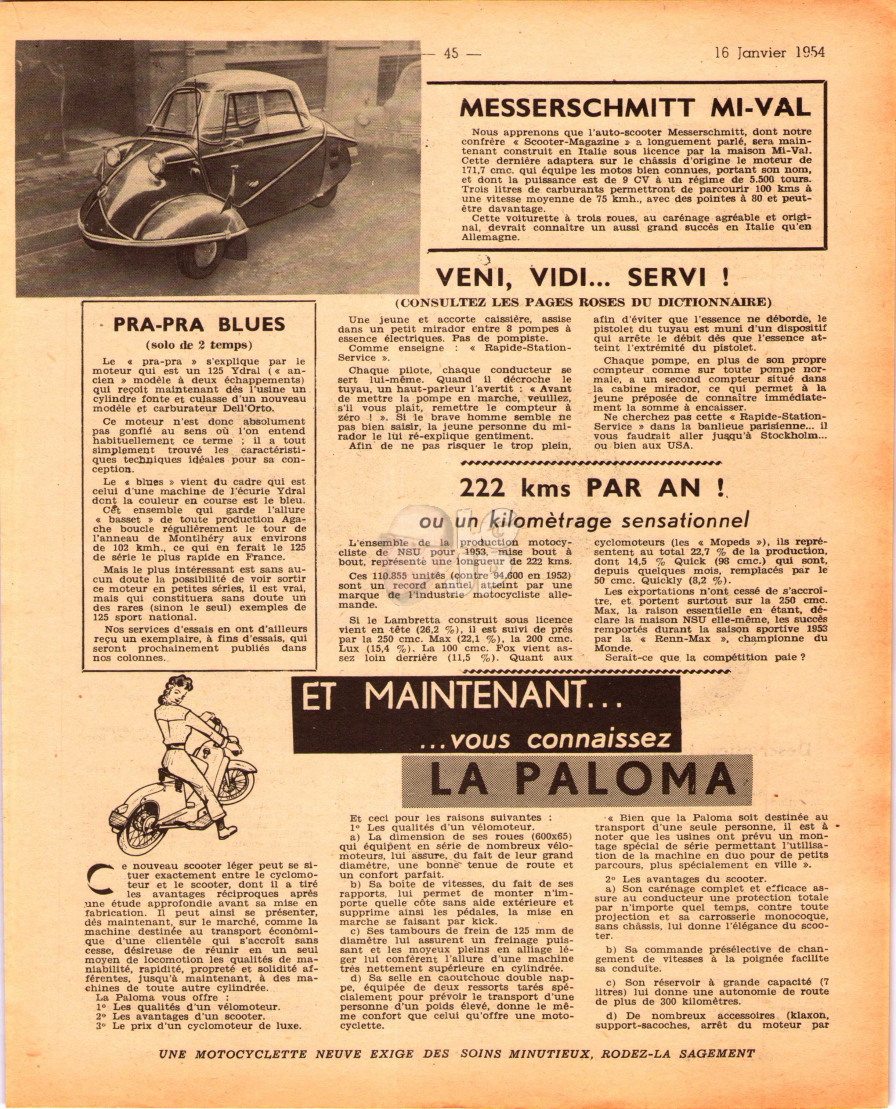 — 45 —
16 Janvier 1954
MESSERSCHMITT MI-VAL
Nous apprenons que l'auto-scooter Messerschmitt, dont notre
confrère « Scooter-Magazine » a longuement parlé, sera main-
tenant construit en Italie sous licence par la maison Mi-Val.
Cette dernière adaptera sur le châssis d'origine le moteur de
171,7 cmc. qui équipe les motos bien connues, portant son nom,
et dont la puissance est de 9 CV à un régime de 5.500 tours.
Trois litres de carburants permettront de parcourir 100 kms à
une vitesse moyenne de 75 kmh., avec des pointes à 80 et peut-
être davantage.
Cette voiturette à trois roues, au carénage agréable et origi-
nal, devrait connaître un aussi grand succès en Italie qu'en
Allemagne.
VENI, VIDI... SERVI !
(CONSULTEZ LES PAGES ROSES DU DICTIONNAIRE)
Une jeune et accorte caissière, assise
dans un petit mirador entre 8 pompes à
essence électriques. Pas de pompiste.
Comme enseigne : « Rapide-Station-
Service ».
Chaque pilote, chaque conducteur se
sert lui-même. Quand il décroche le
tuyau, un haut-parleur l'avertit : « Avant
de mettre la pompe en marche, veuillez,
s'il vous plaît, remettre le compteur à
zéro ! ». Si le brave homme semble ne
pas bien saisir, la jeune personne du mi-
rador le lui ré-explique gentiment.
Afin de ne pas risquer le trop plein,
afin d'éviter que l'essence ne déborde, le
pistolet du tuyau est muni d'un dispositif
qui arrête le débit dès que l'essence at-
teint l'extrémité du pistolet.
Chaque pompe, en plus de son propre
compteur comme sur toute pompe nor-
male, a un second compteur situé dans
la cabine mirador, ce qui permet à la
jeune préposée de connaître immédiate-
ment la somme à encaisser.
Ne cherchez pas cette « Rapide-Station-
Service » dans la banlieue parisienne... il
vous faudrait aller jusqu'à Stockholm...
ou bien aux USA.
PRA-PRA BLUES
(solo de 2 temps)
Le « pra-pra » s'explique par le
moteur qui est un 125 Ydral (« an-
cien » modèle à deux échappements)
qui reçoit maintenant dès l'usine un
cylindre fonte et culasse d'un nouveau
modèle et carburateur Dell'Orto.
Ce moteur n'est donc absolument
pas gonflé au sens où l'on entend
habituellement ce terme ; il a tout
simplement trouvé les caractéristi-
ques techniques idéales pour sa con-
ception.
Le « blues » vient du cadre qui est
celui d'une machine de l'écurie Ydral
dont la couleur en course est le bleu.
Cet ensemble qui garde l'allure
« basset » de toute production Aga-
che boucle régulièrement le tour de
l'anneau de Montlhéry aux environs
de 102 kmh., ce qui en ferait le 125
de série le plus rapide en France.
Mais le plus intéressant est sans au-
cun doute la possibilité de voir sortir
ce moteur en petites séries, il est vrai,
mais qui constituera sans doute un
des rares (sinon le seul) exemples de
125 sport national.
Nos services d'essais en ont d'ailleurs
reçu un exemplaire, à fins d'essais, qui
seront prochainement publiés dans
nos colonnes.
222 kms PAR AN !
ou un kilomètrage sensationnel
L'ensemble de la production motocy-
cliste de NSU pour 1953, mise bout à
bout, représente une longueur de 222 kms.
Ces 110.855 unités (contre 94.600 en 1952)
sont un record annuel atteint par une
marque de l'industrie motocycliste alle-
mande.
Si le Lambretta construit sous licence
vient en tête (26,2 %), il est suivi de près
par la 250 cmc. Max (22,1 %), la 200 cmc.
Lux (15,4 %). La 100 cmc. Fox vient as-
sez loin derrière (11,5 %). Quant aux
cyclomoteurs (les « Mopeds »), ils repré-
sentent au total 22,7 % de la production,
dont 14,5 % Quick (98 cmc.) qui sont,
depuis quelques mois, remplacés par le
50 cmc. Quickly (8,2 %).
Les exportations n'ont cessé de s'accroî-
tre, et portent surtout sur la 250 cmc.
Max, la raison essentielle en étant, dé-
clare la maison NSU elle-même, les succès
remportés durant la saison sportive 1953
par la « Renn-Max », championne du
Monde.
Serait-ce que la compétition paie ?
ET MAINTENANT...
...vous connaissez
LA PALOMA
Ce nouveau scooter léger peut se si-
tuer exactement entre le cyclomo-
teur et le scooter, dont il a tiré
les avantages réciproques après
une étude approfondie avant sa mise en
fabrication. Il peut ainsi se présenter,
dès maintenant, sur le marché, comme la
machine destinée au transport économi-
que d'une clientèle qui s'accroît sans
cesse, désireuse de réunir en un seul
moyen de locomotion les qualités de ma-
niabilité, rapidité, propreté et solidité af-
férentes, jusqu'à maintenant, à des ma-
chines de toute autre cylindrée.
La Paloma vous offre :
1º Les qualités d'un vélomoteur.
2º Les avantages d'un scooter.
3º Le prix d'un cyclomoteur de luxe.
Et ceci pour les raisons suivantes :
1º Les qualités d'un vélomoteur.
a) La dimension de ses roues (600x65)
qui équipent en série de nombreux vélo-
moteurs, lui assure, du fait de leur grand
diamètre, une bonne tenue de route et
un confort parfait.
b) Sa boîte de vitesses, du fait de ses
rapports, lui permet de monter n'im-
porte quelle côte sans aide extérieure et
supprime ainsi les pédales, la mise en
marche se faisant par kick.
c) Ses tambours de frein de 125 mm de
diamètre lui assurent un freinage puis-
sant et les moyeux pleins en alliage lé-
ger lui confèrent l'allure d'une machine
très nettement supérieure en cylindrée.
d) Sa selle en caoutchouc double nap-
pe, équipée de deux ressorts tarés spé-
cialement pour prévoir le transport d'une
personne d'un poids élevé, donne le mê-
me confort que celui qu'offre une moto-
cyclette.
« Bien que la Paloma soit destinée au
transport d'une seule personne, il est à
noter que les usines ont prévu un mon-
tage spécial de série permettant l'utilisa-
tion de la machine en duo pour de petits
parcours, plus spécialement en ville ».
2º Les avantages du scooter.
a) Son carénage complet et efficace as-
sure au conducteur une protection totale
par n'importe quel temps, contre toute
projection et sa carrosserie monocoque,
sans châssis, lui donne l'élégance du scoo-
ter.
b) Sa commande présélective de chan-
gement de vitesses à la poignée facilite
sa conduite.
c) Son réservoir à grande capacité (7
litres) lui donne une autonomie de route
de plus de 300 kilomètres.
d) De nombreux accessoires (klaxon,
support-sacoches, arrêt du moteur par
UNE MOTOCYCLETTE NEUVE EXIGE DES SOINS MINUTIEUX, RODEZ-LA SAGEMENT